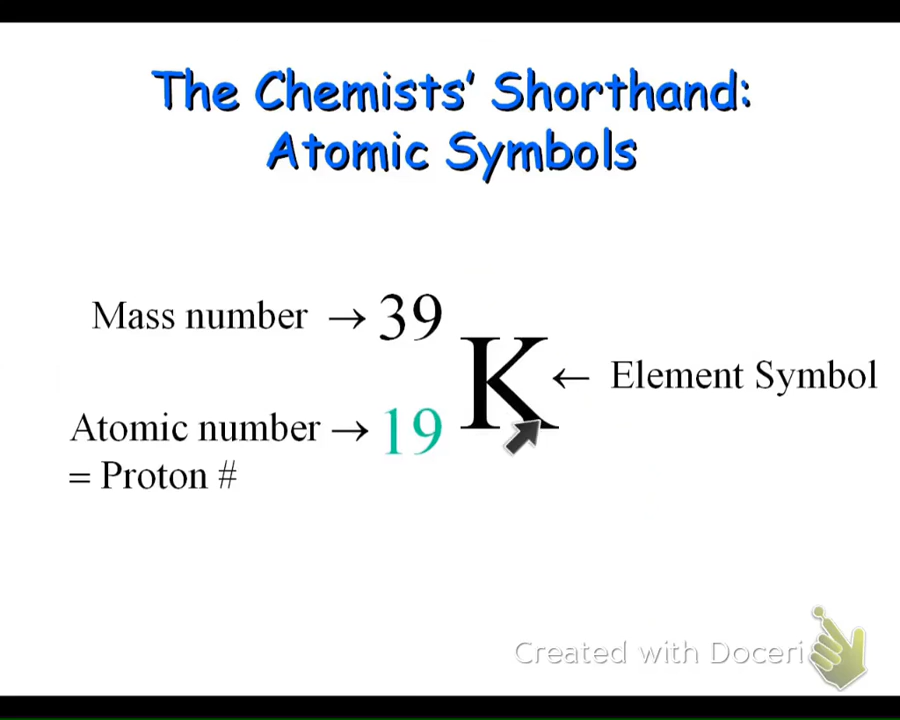 The Chemists' Shorthand:
Atomic Symbols
Mass number → 39
K ← Element Symbol
Atomic number → 19
= Proton #
Created with Doceri